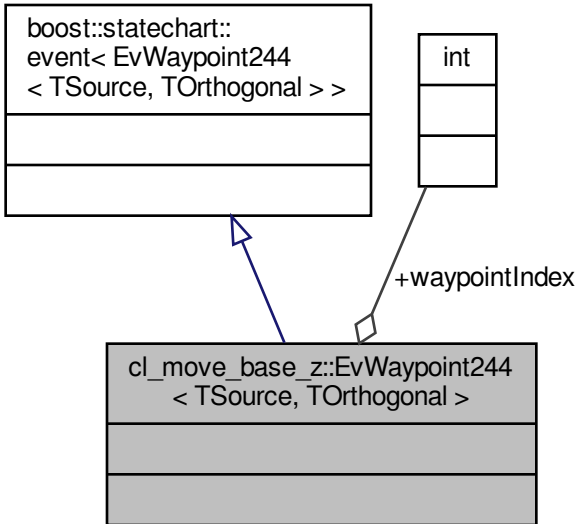 boost::statechart::
event< EvWaypoint244
< TSource, TOrthogonal > >
int
+waypointIndex
cl_move_base_z::EvWaypoint244
< TSource, TOrthogonal >